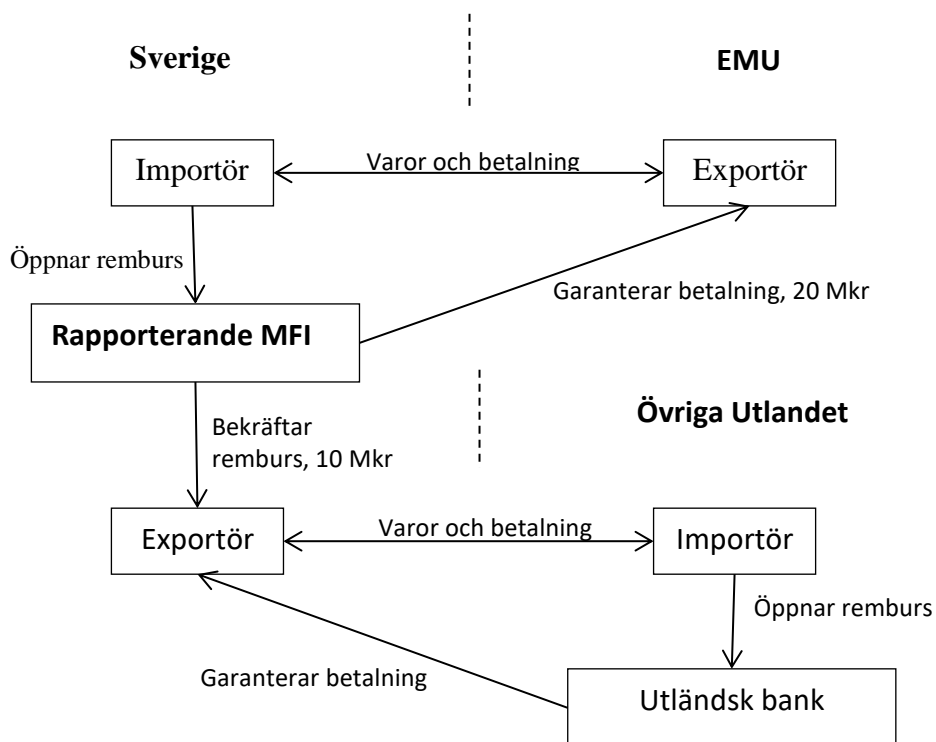 Sverige
EMU
Importör
Varor och betalning
Exportör
Öppnar remburs
Garanterar betalning, 20 Mkr
Rapporterande MFI
Övriga Utlandet
Bekräftar
remburs, 10 Mkr
Exportör
Varor och betalning
Importör
Öppnar remburs
Garanterar betalning
Utländsk bank